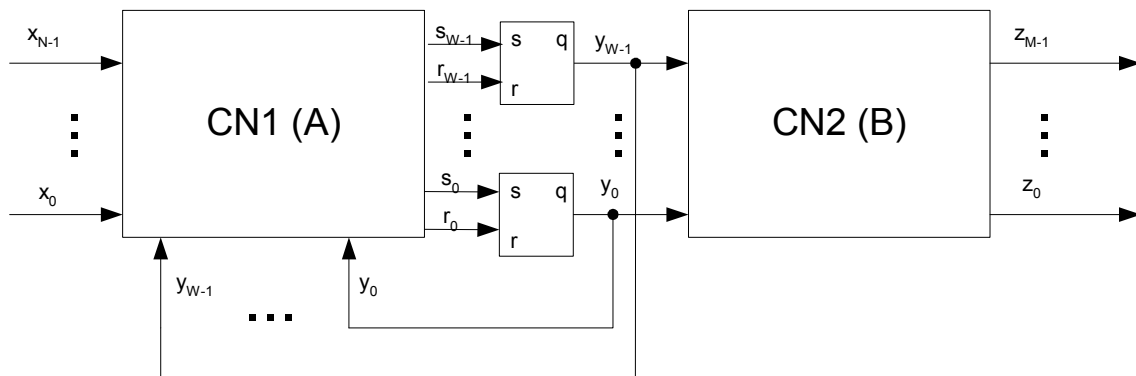 x_{N-1}
x_0
CN1 (A)
s_{W-1}
r_{W-1}
s_0
r_0
s
q
r
s
q
r
y_{W-1}
y_0
CN2 (B)
z_{M-1}
z_0
y_{W-1}
y_0